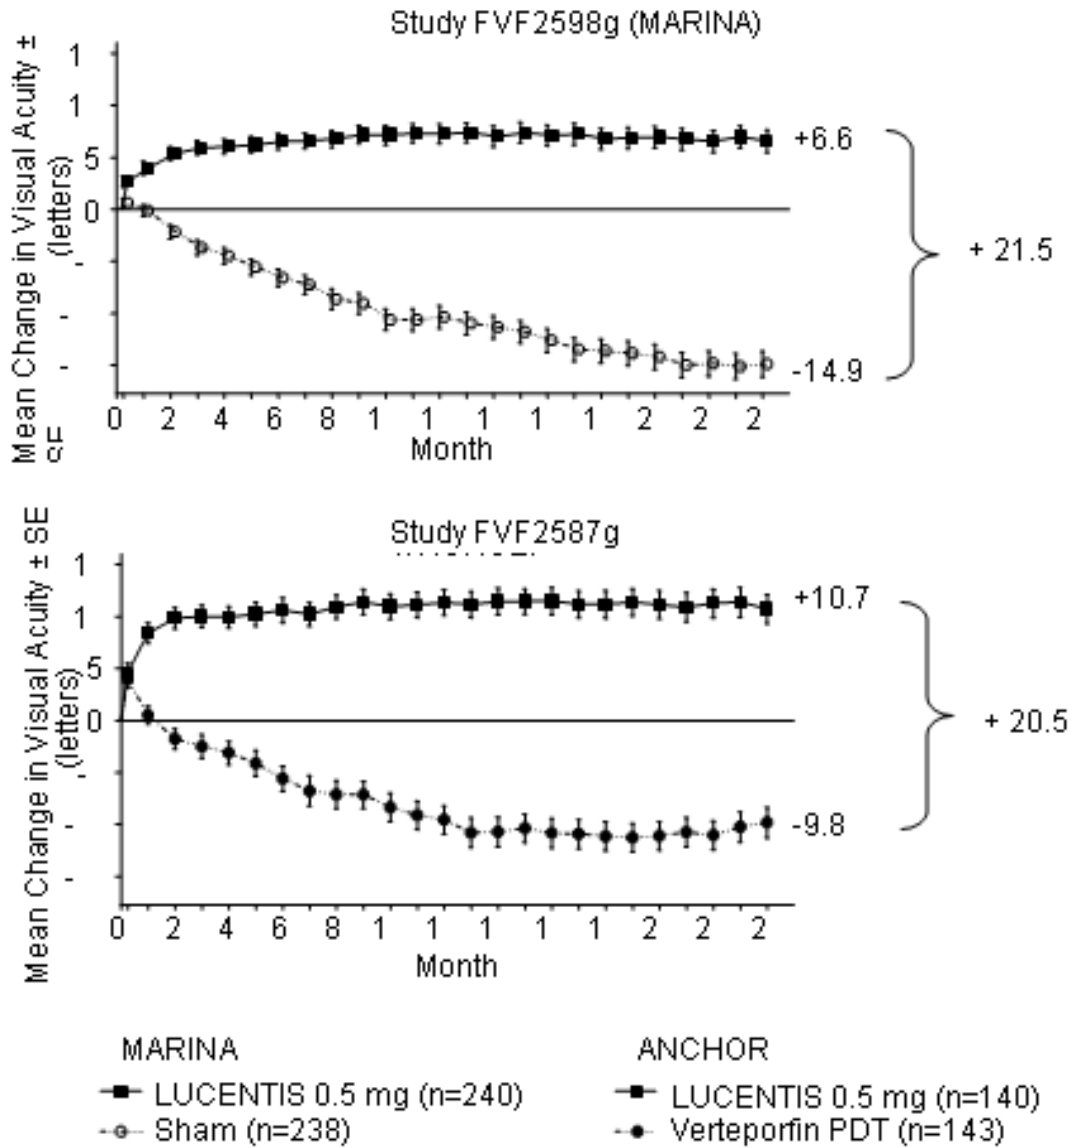 Study FVF2598g (MARINA)
Mean Change in Visual Acuity ±
(letters)
1
1
5
0
-
-
-
+6.6
+ 21.5
-14.9
0 2 4 6 8 1 1 1 1 1 2 2 2
Month
Study FVF2587g
Mean Change in Visual Acuity ± SE
(letters)
1
1
5
0
-
-
-
+10.7
+ 20.5
-9.8
0 2 4 6 8 1 1 1 1 1 2 2 2
Month
MARINA
LUCENTIS 0.5 mg (n=240)
Sham (n=238)
ANCHOR
LUCENTIS 0.5 mg (n=140)
Verteporfin PDT (n=143)